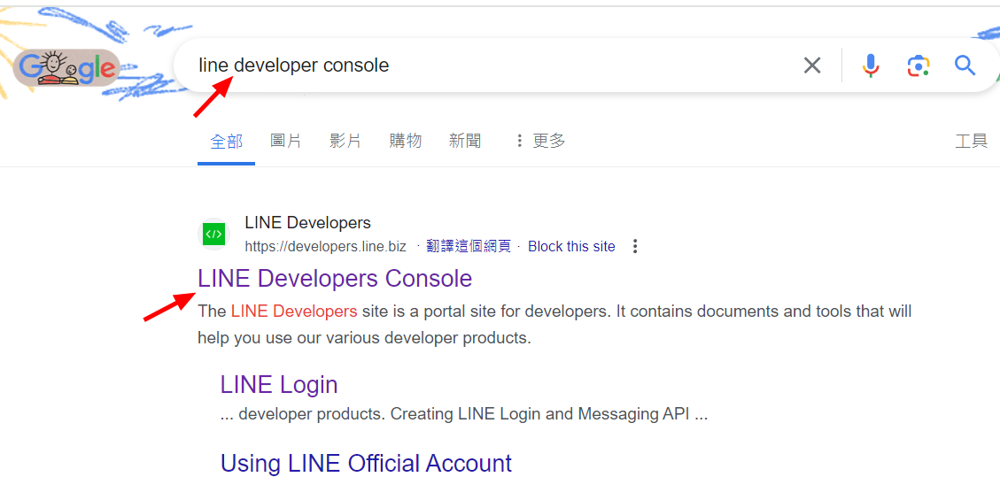 Google
line developer console
全部 圖片 影片 購物 新聞 更多 工具
LINE Developers
https://developers.line.biz · 翻譯這個網頁 · Block this site
LINE Developers Console
The LINE Developers site is a portal site for developers. It contains documents and tools that will
help you use our various developer products.
LINE Login
... developer products. Creating LINE Login and Messaging API ...
Using LINE Official Account